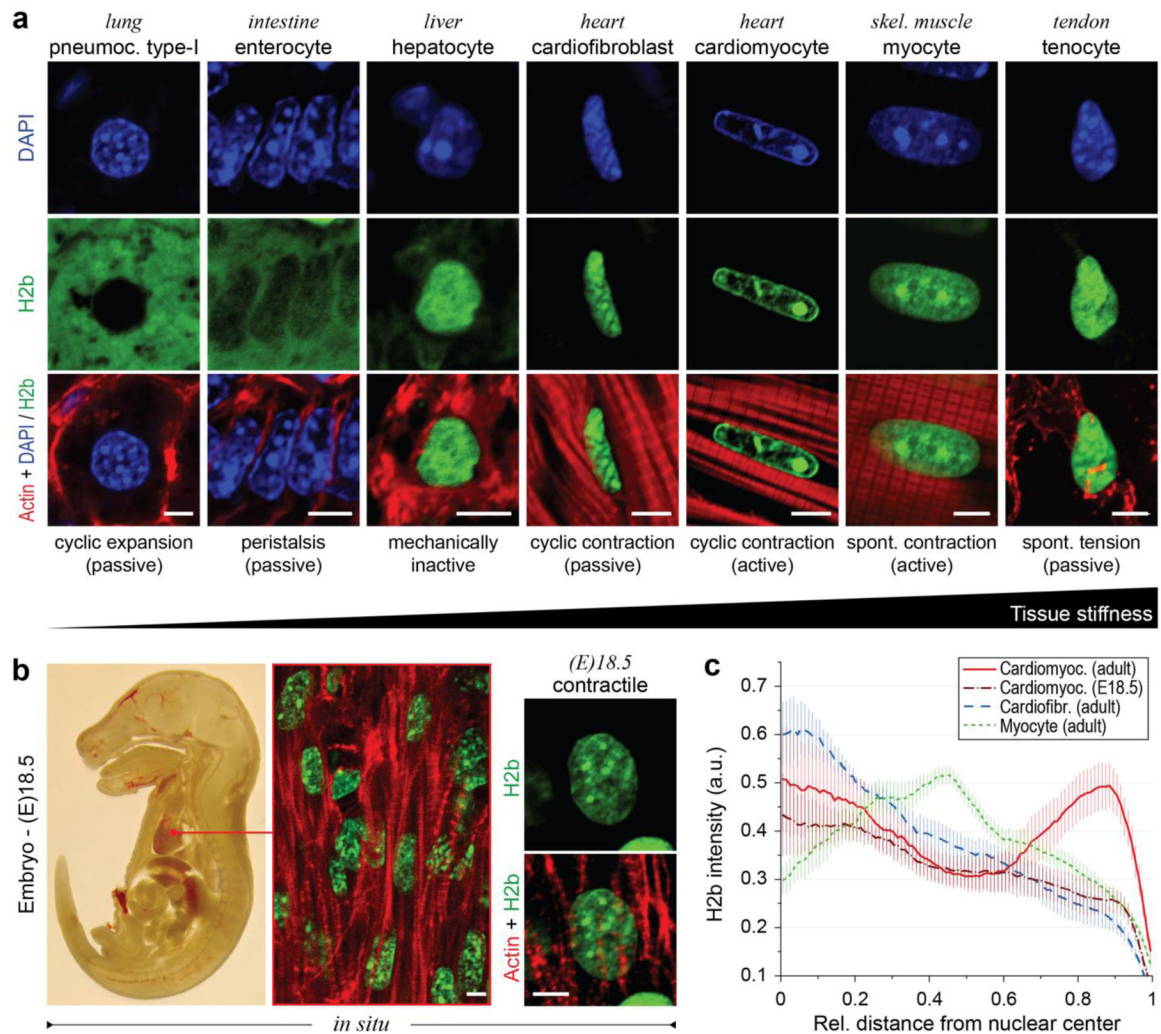 a
lung
pneumoc. type-I
intestine
enterocyte
liver
hepatocyte
heart
cardiofibroblast
heart
cardiomyocyte
skel. muscle
myocyte
tendon
tenocyte
DAPI
H2b
Actin + DAPI / H2b
cyclic expansion
(passive)
peristalsis
(passive)
mechanically
inactive
cyclic contraction
(passive)
cyclic contraction
(active)
spont. contraction
(active)
spont. tension
(passive)
Tissue stiffness
b
Embryo - (E)18.5
(E)18.5
contractile
H2b
Actin + H2b
in situ
c
Cardiomyoc. (adult)
Cardiomyoc. (E18.5)
Cardiofibr. (adult)
Myocyte (adult)
H2b intensity (a.u.)
0.7
0.6
0.5
0.4
0.3
0.2
0.1
0 0.2 0.4 0.6 0.8 1
Rel. distance from nuclear center